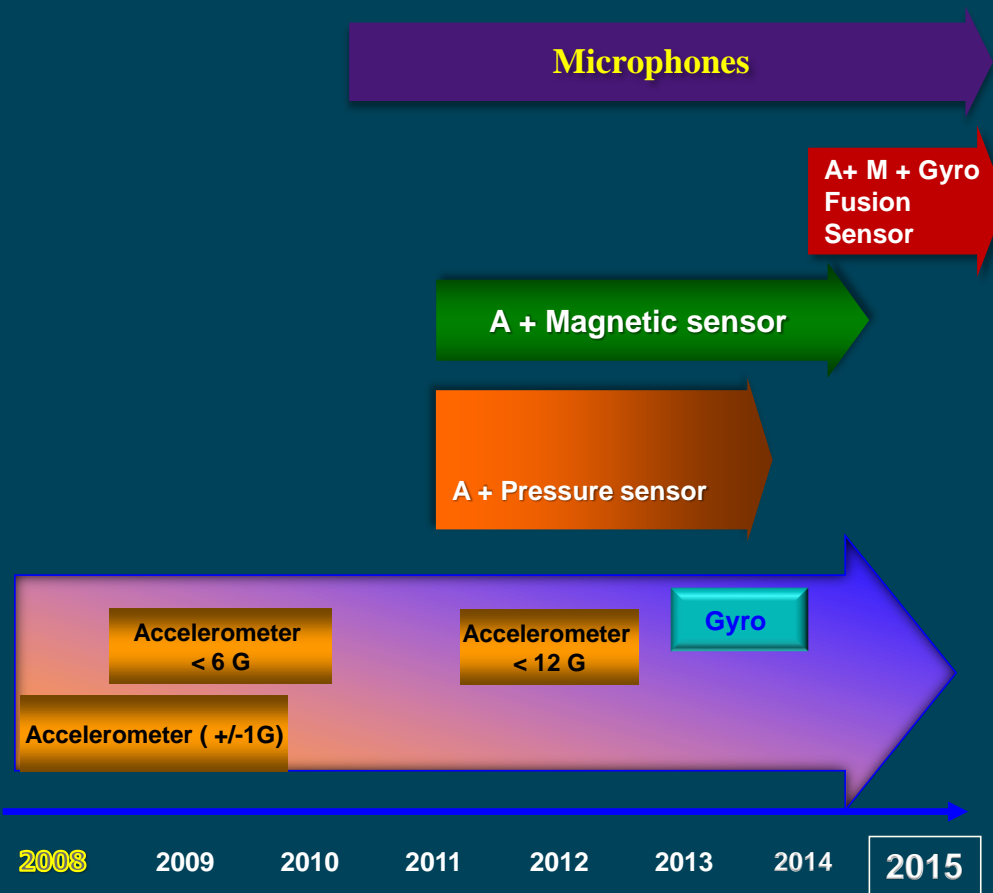 Microphones
A+ M + Gyro
Fusion
Sensor
A + Magnetic sensor
A + Pressure sensor
Accelerometer
< 6 G
Accelerometer
< 12 G
Gyro
Accelerometer ( +/-1G)
2008 2009 2010 2011 2012 2013 2014 2015